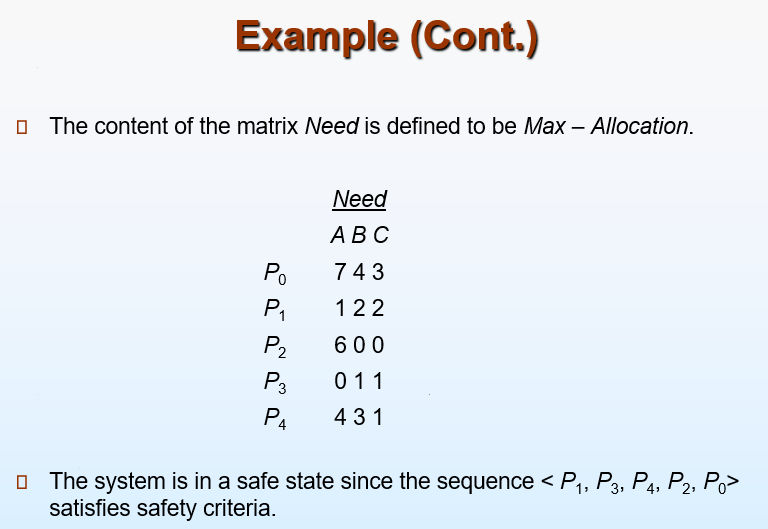 Example (Cont.)
The content of the matrix Need is defined to be Max – Allocation.
Need
A B C
P0 7 4 3
P1 1 2 2
P2 6 0 0
P3 0 1 1
P4 4 3 1
The system is in a safe state since the sequence < P1, P3, P4, P2, P0>
satisfies safety criteria.